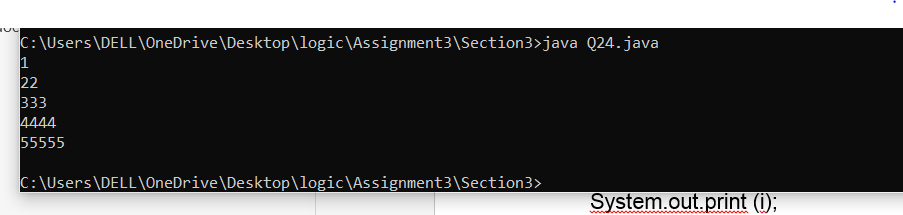 C:\Users\DELL\OneDrive\Desktop\logic\Assignment3\Section3>java Q24.java
1
22
333
4444
55555
C:\Users\DELL\OneDrive\Desktop\logic\Assignment3\Section3>
System.out.print (i);